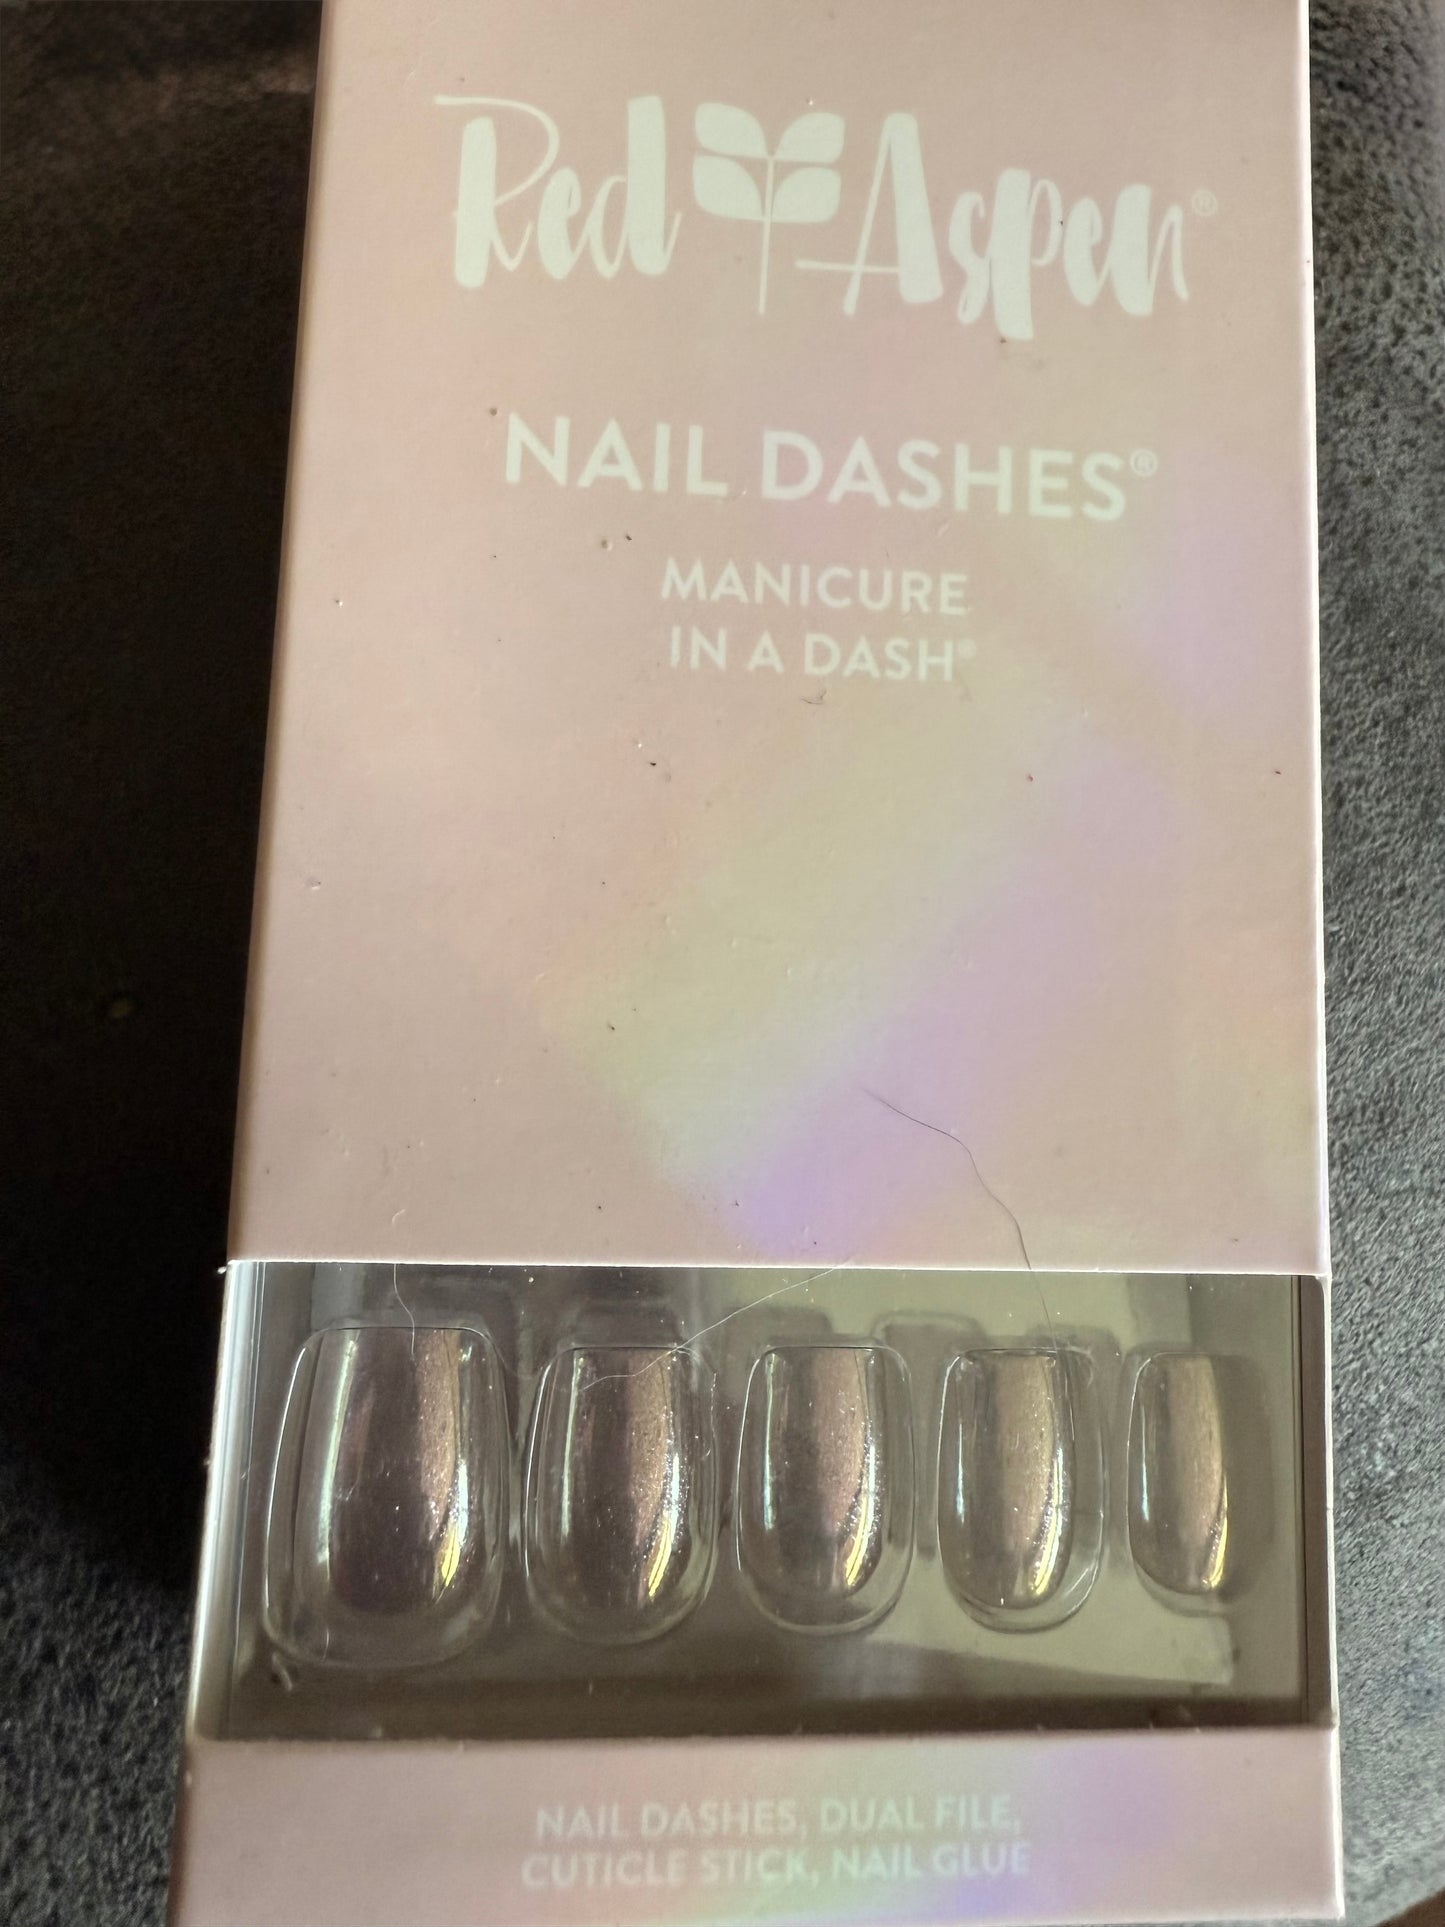 Red Aspen®
NAIL DASHES®
MANICURE
IN A DASH®
NAIL DASHES, DUAL FILE,
CUTICLE STICK, NAIL GLUE